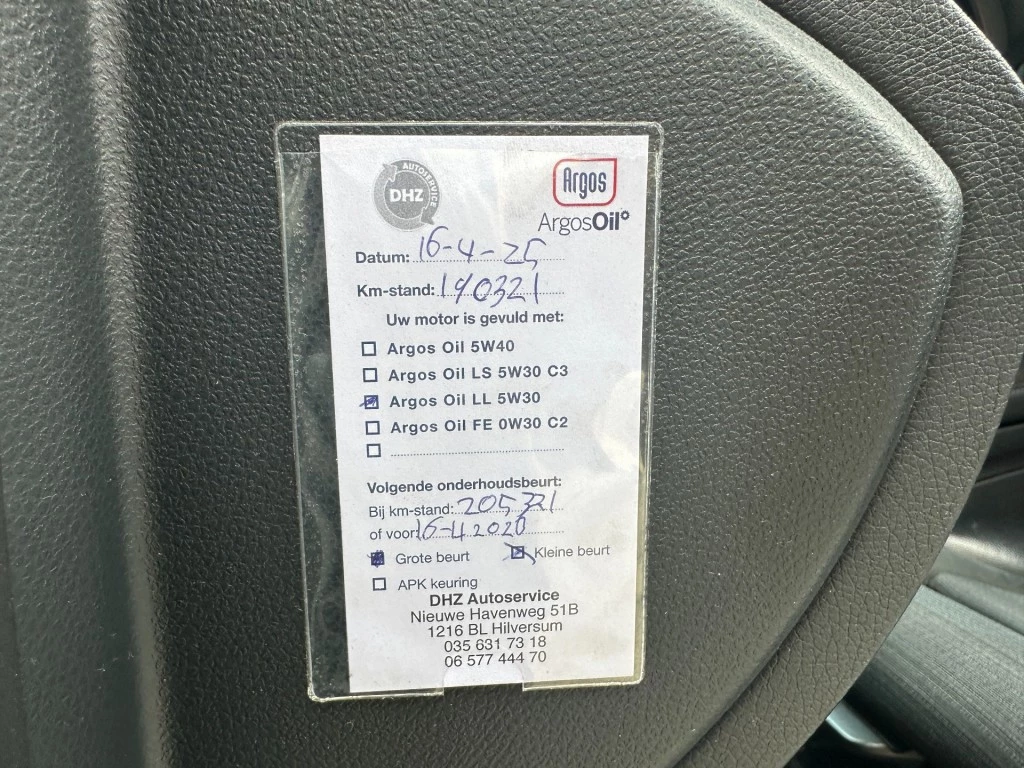 AUTOSERVICE
DHZ
Argos
ArgosOil°
Datum: 16-4-25
Km-stand: 190321
Uw motor is gevuld met:
Argos Oil 5W40
Argos Oil LS 5W30 C3
Argos Oil LL 5W30
Argos Oil FE 0W30 C2
Volgende onderhoudsbeurt:
Bij km-stand: 205321
of voor: 16-4 2026
Grote beurt Kleine beurt
APK keuring
DHZ Autoservice
Nieuwe Havenweg 51B
1216 BL Hilversum
035 631 73 18
06 577 444 70